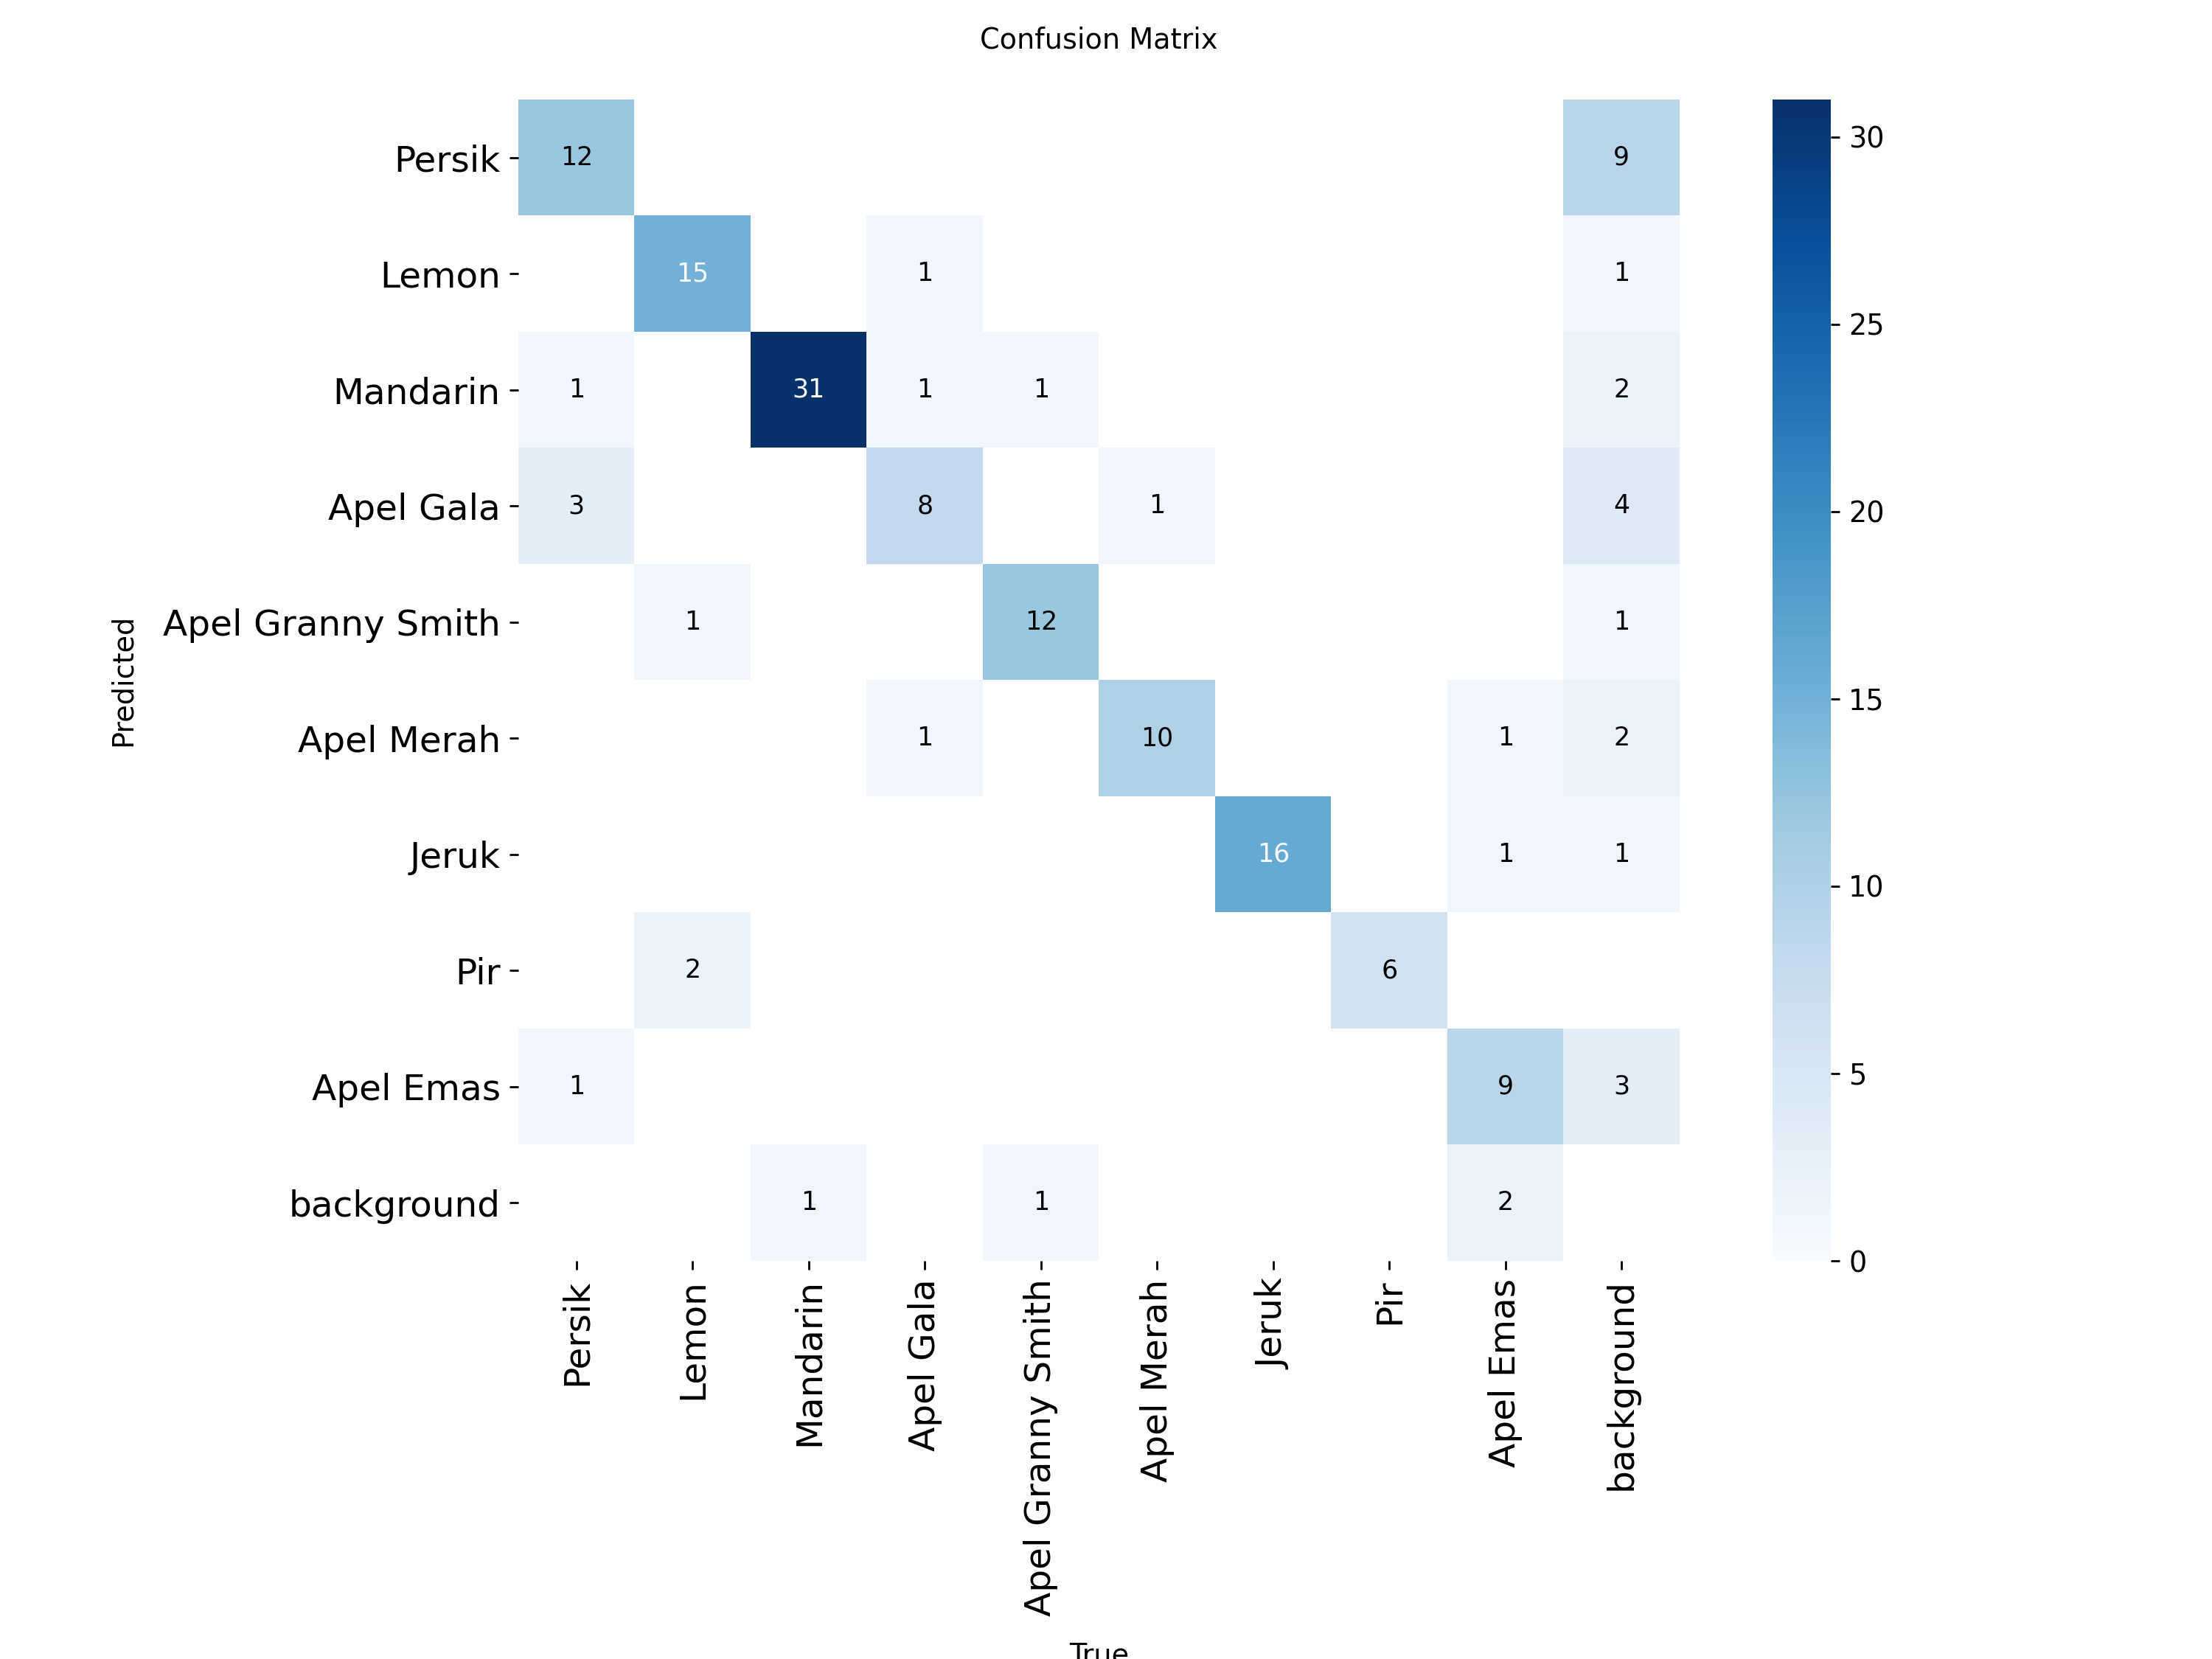 Confusion Matrix
Persik 12 9
Lemon 15 1 1
Mandarin 1 31 1 1 2
Apel Gala 3 8 1 4
Apel Granny Smith 1 12 1
Apel Merah 1 10 1 2
Jeruk 16 1 1
Pir 2 6
Apel Emas 1 9 3
background 1 1 2
Predicted
Persik
Lemon
Mandarin
Apel Gala
Apel Granny Smith
Apel Merah
Jeruk
Pir
Apel Emas
background
True
30
25
20
15
10
5
0